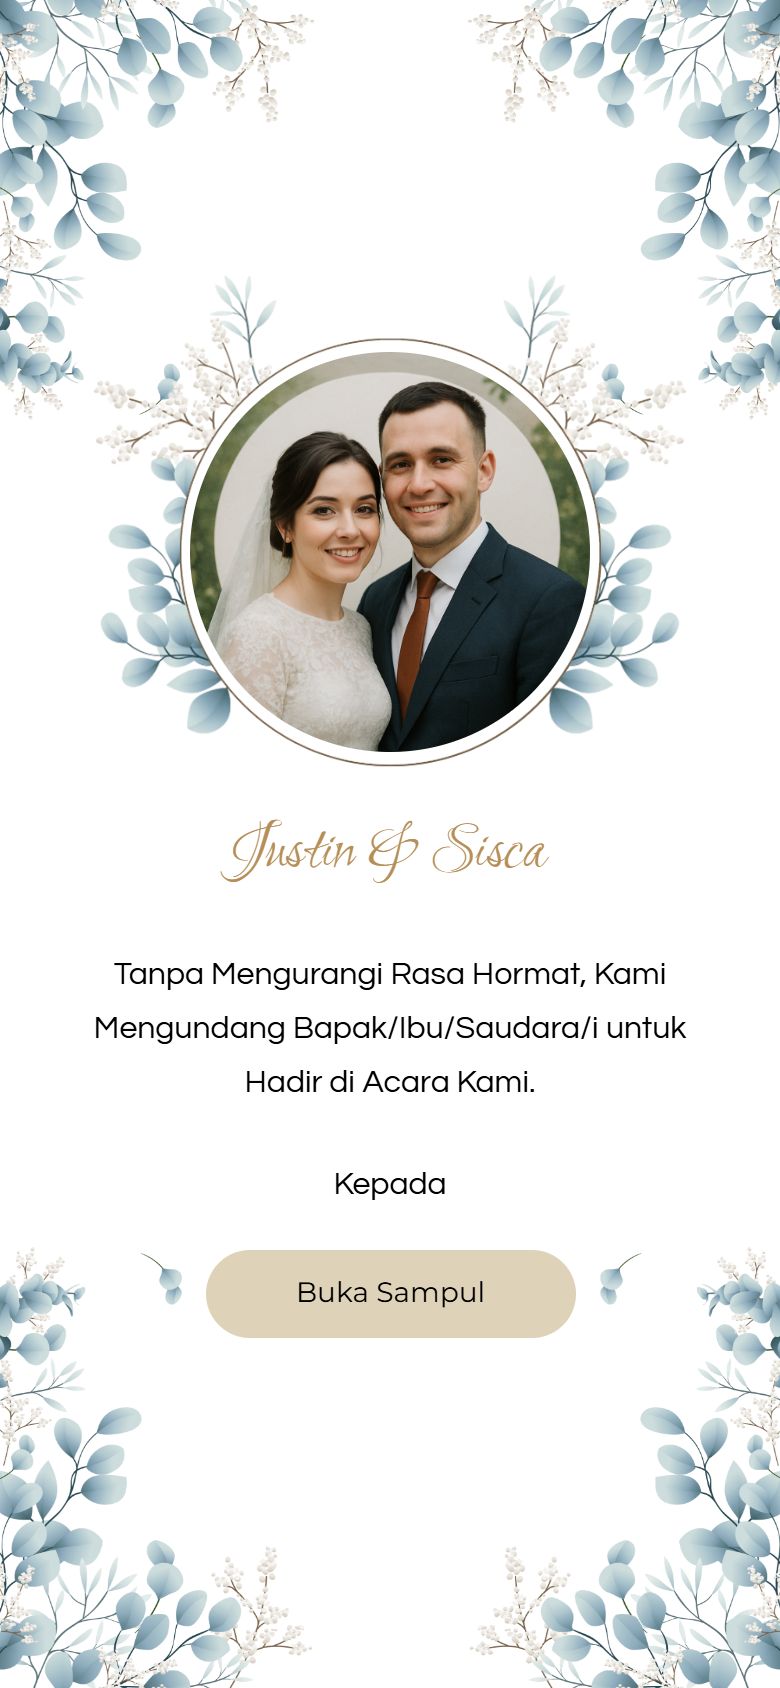 Justin & Sisca
Tanpa Mengurangi Rasa Hormat, Kami
Mengundang Bapak/Ibu/Saudara/i untuk
Hadir di Acara Kami.
Kepada
Buka Sampul